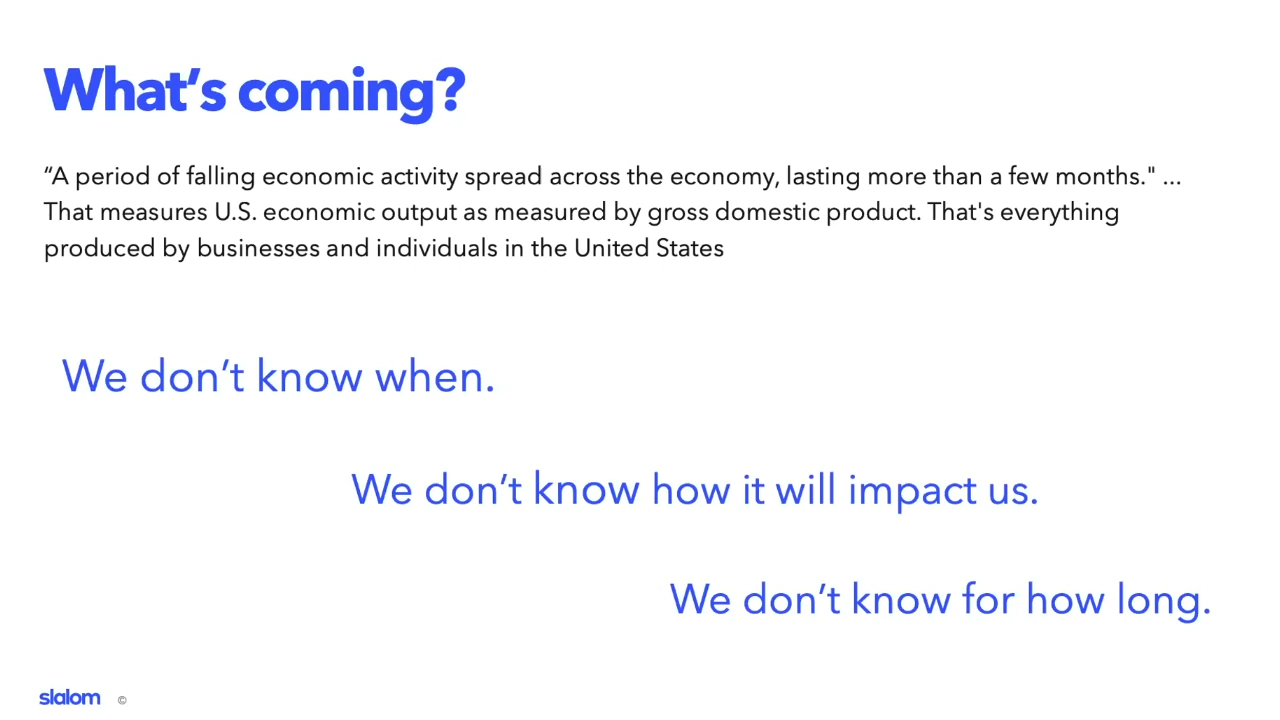 What’s coming?
“A period of falling economic activity spread across the economy, lasting more than a few months." ...
That measures U.S. economic output as measured by gross domestic product. That's everything
produced by businesses and individuals in the United States
We don’t know when.
We don’t know how it will impact us.
We don’t know for how long.
slalom ©